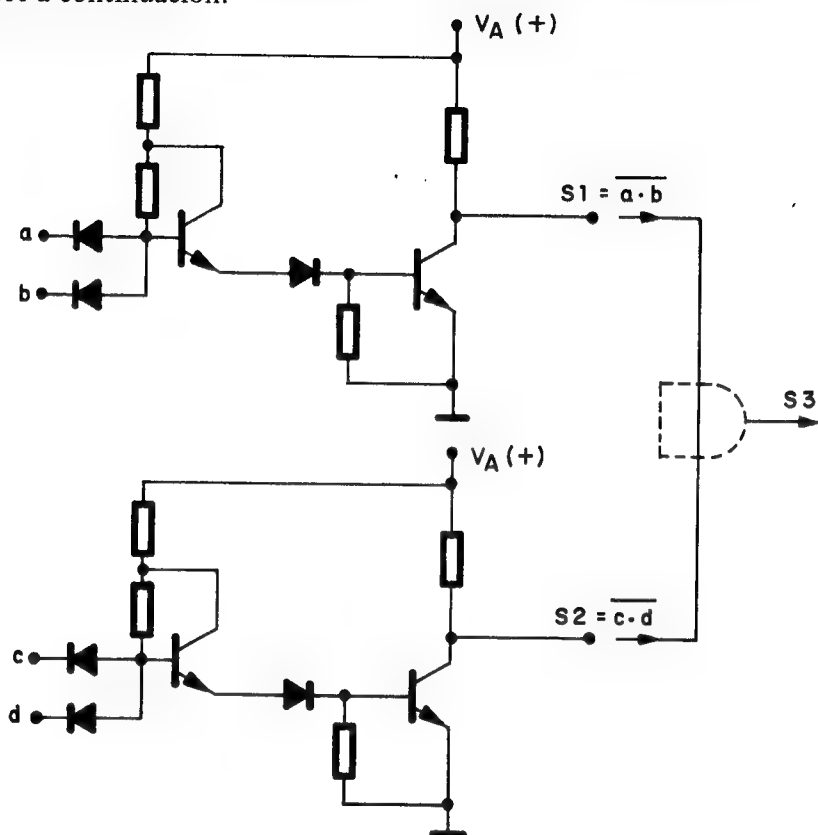 a continuación.
V_A (+)
a
b
S1 = \overline{a·b}
S3
V_A (+)
S2 = \overline{c·d}
c
d